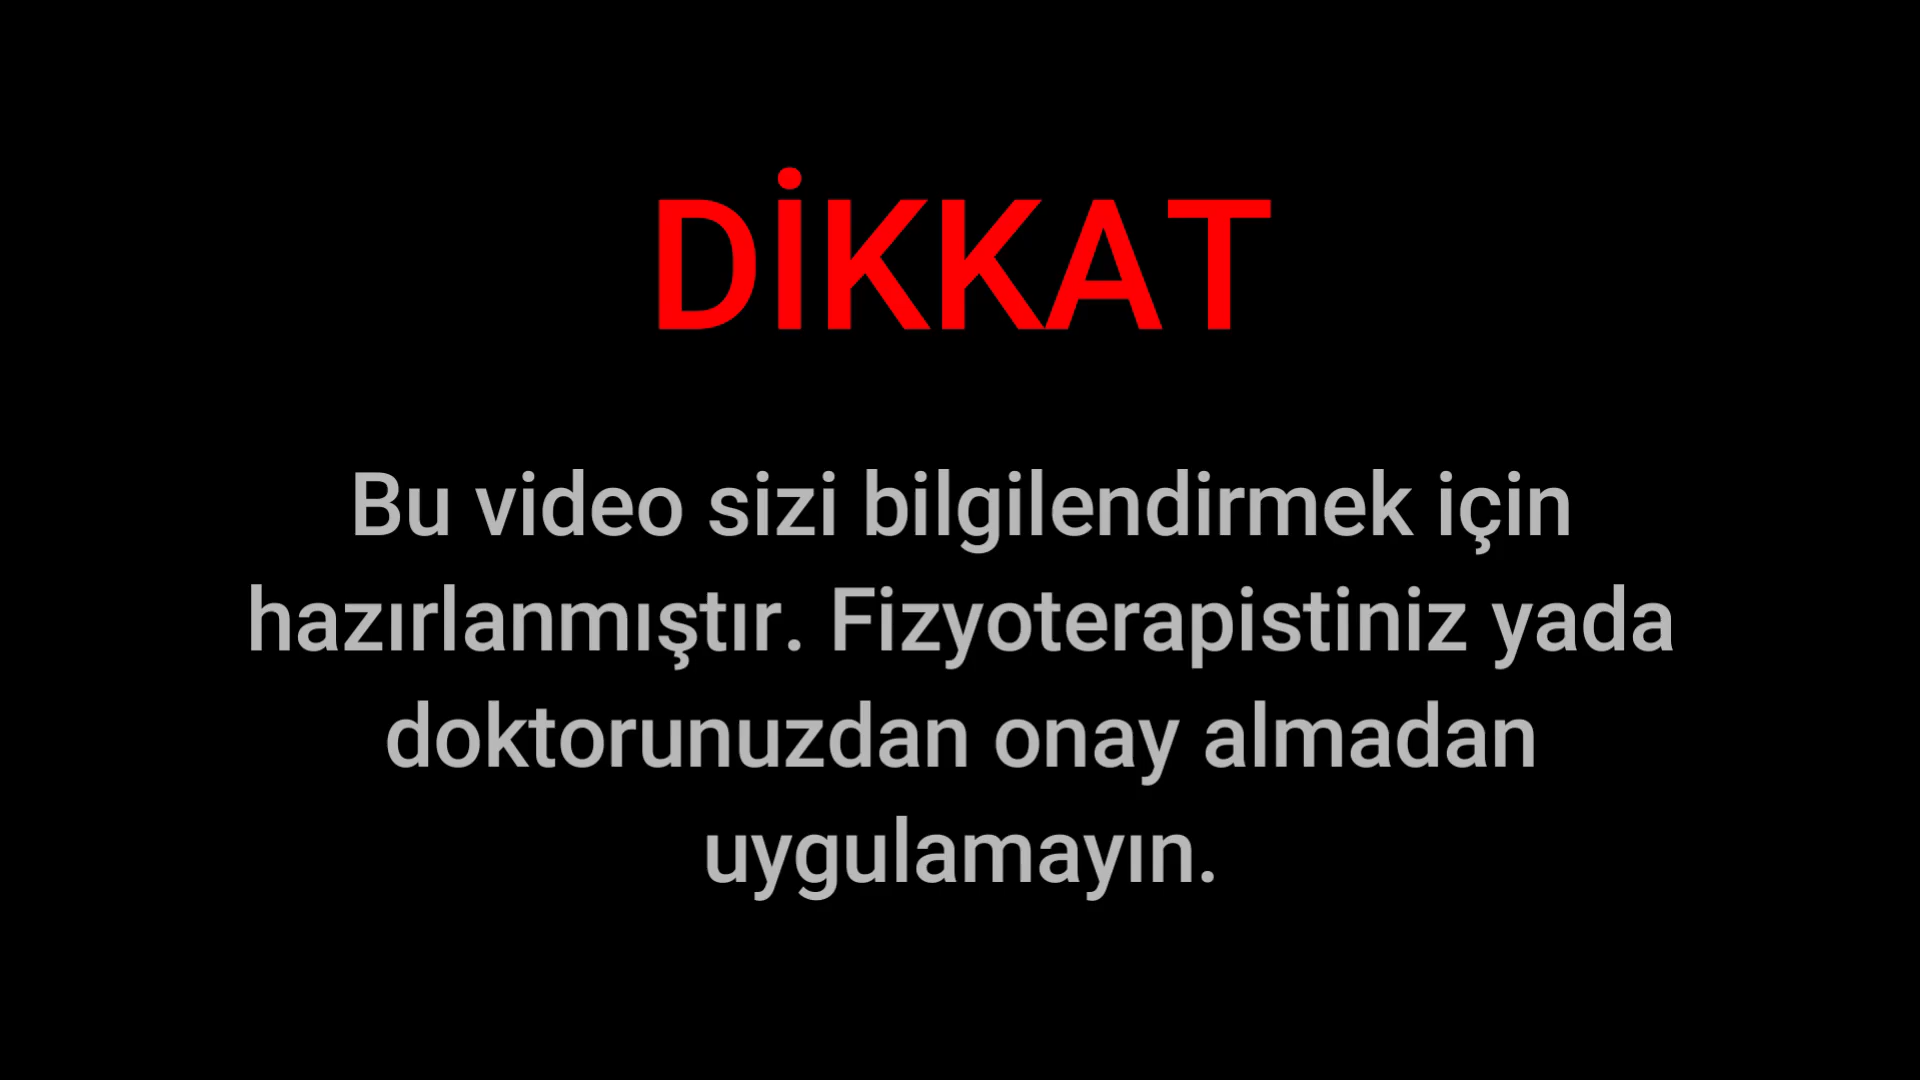 DİKKAT
Bu video sizi bilgilendirmek için
hazırlanmıştır. Fizyoterapistiniz yada
doktorunuzdan onay almadan
uygulamayın.